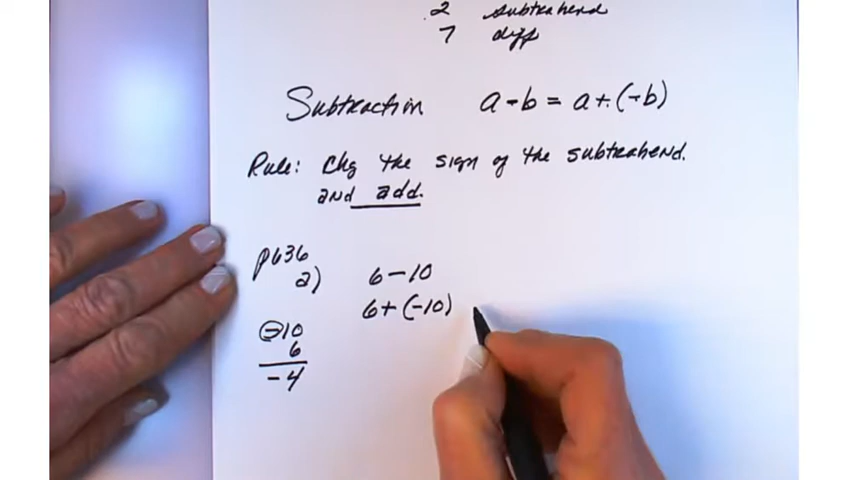 2 subtrahend
7 diff
Subtraction a - b = a + (-b)
Rule: Chg the sign of the subtrahend.
and add.
p636
a) 6 - 10
6 + (-10)
-10
6
-4